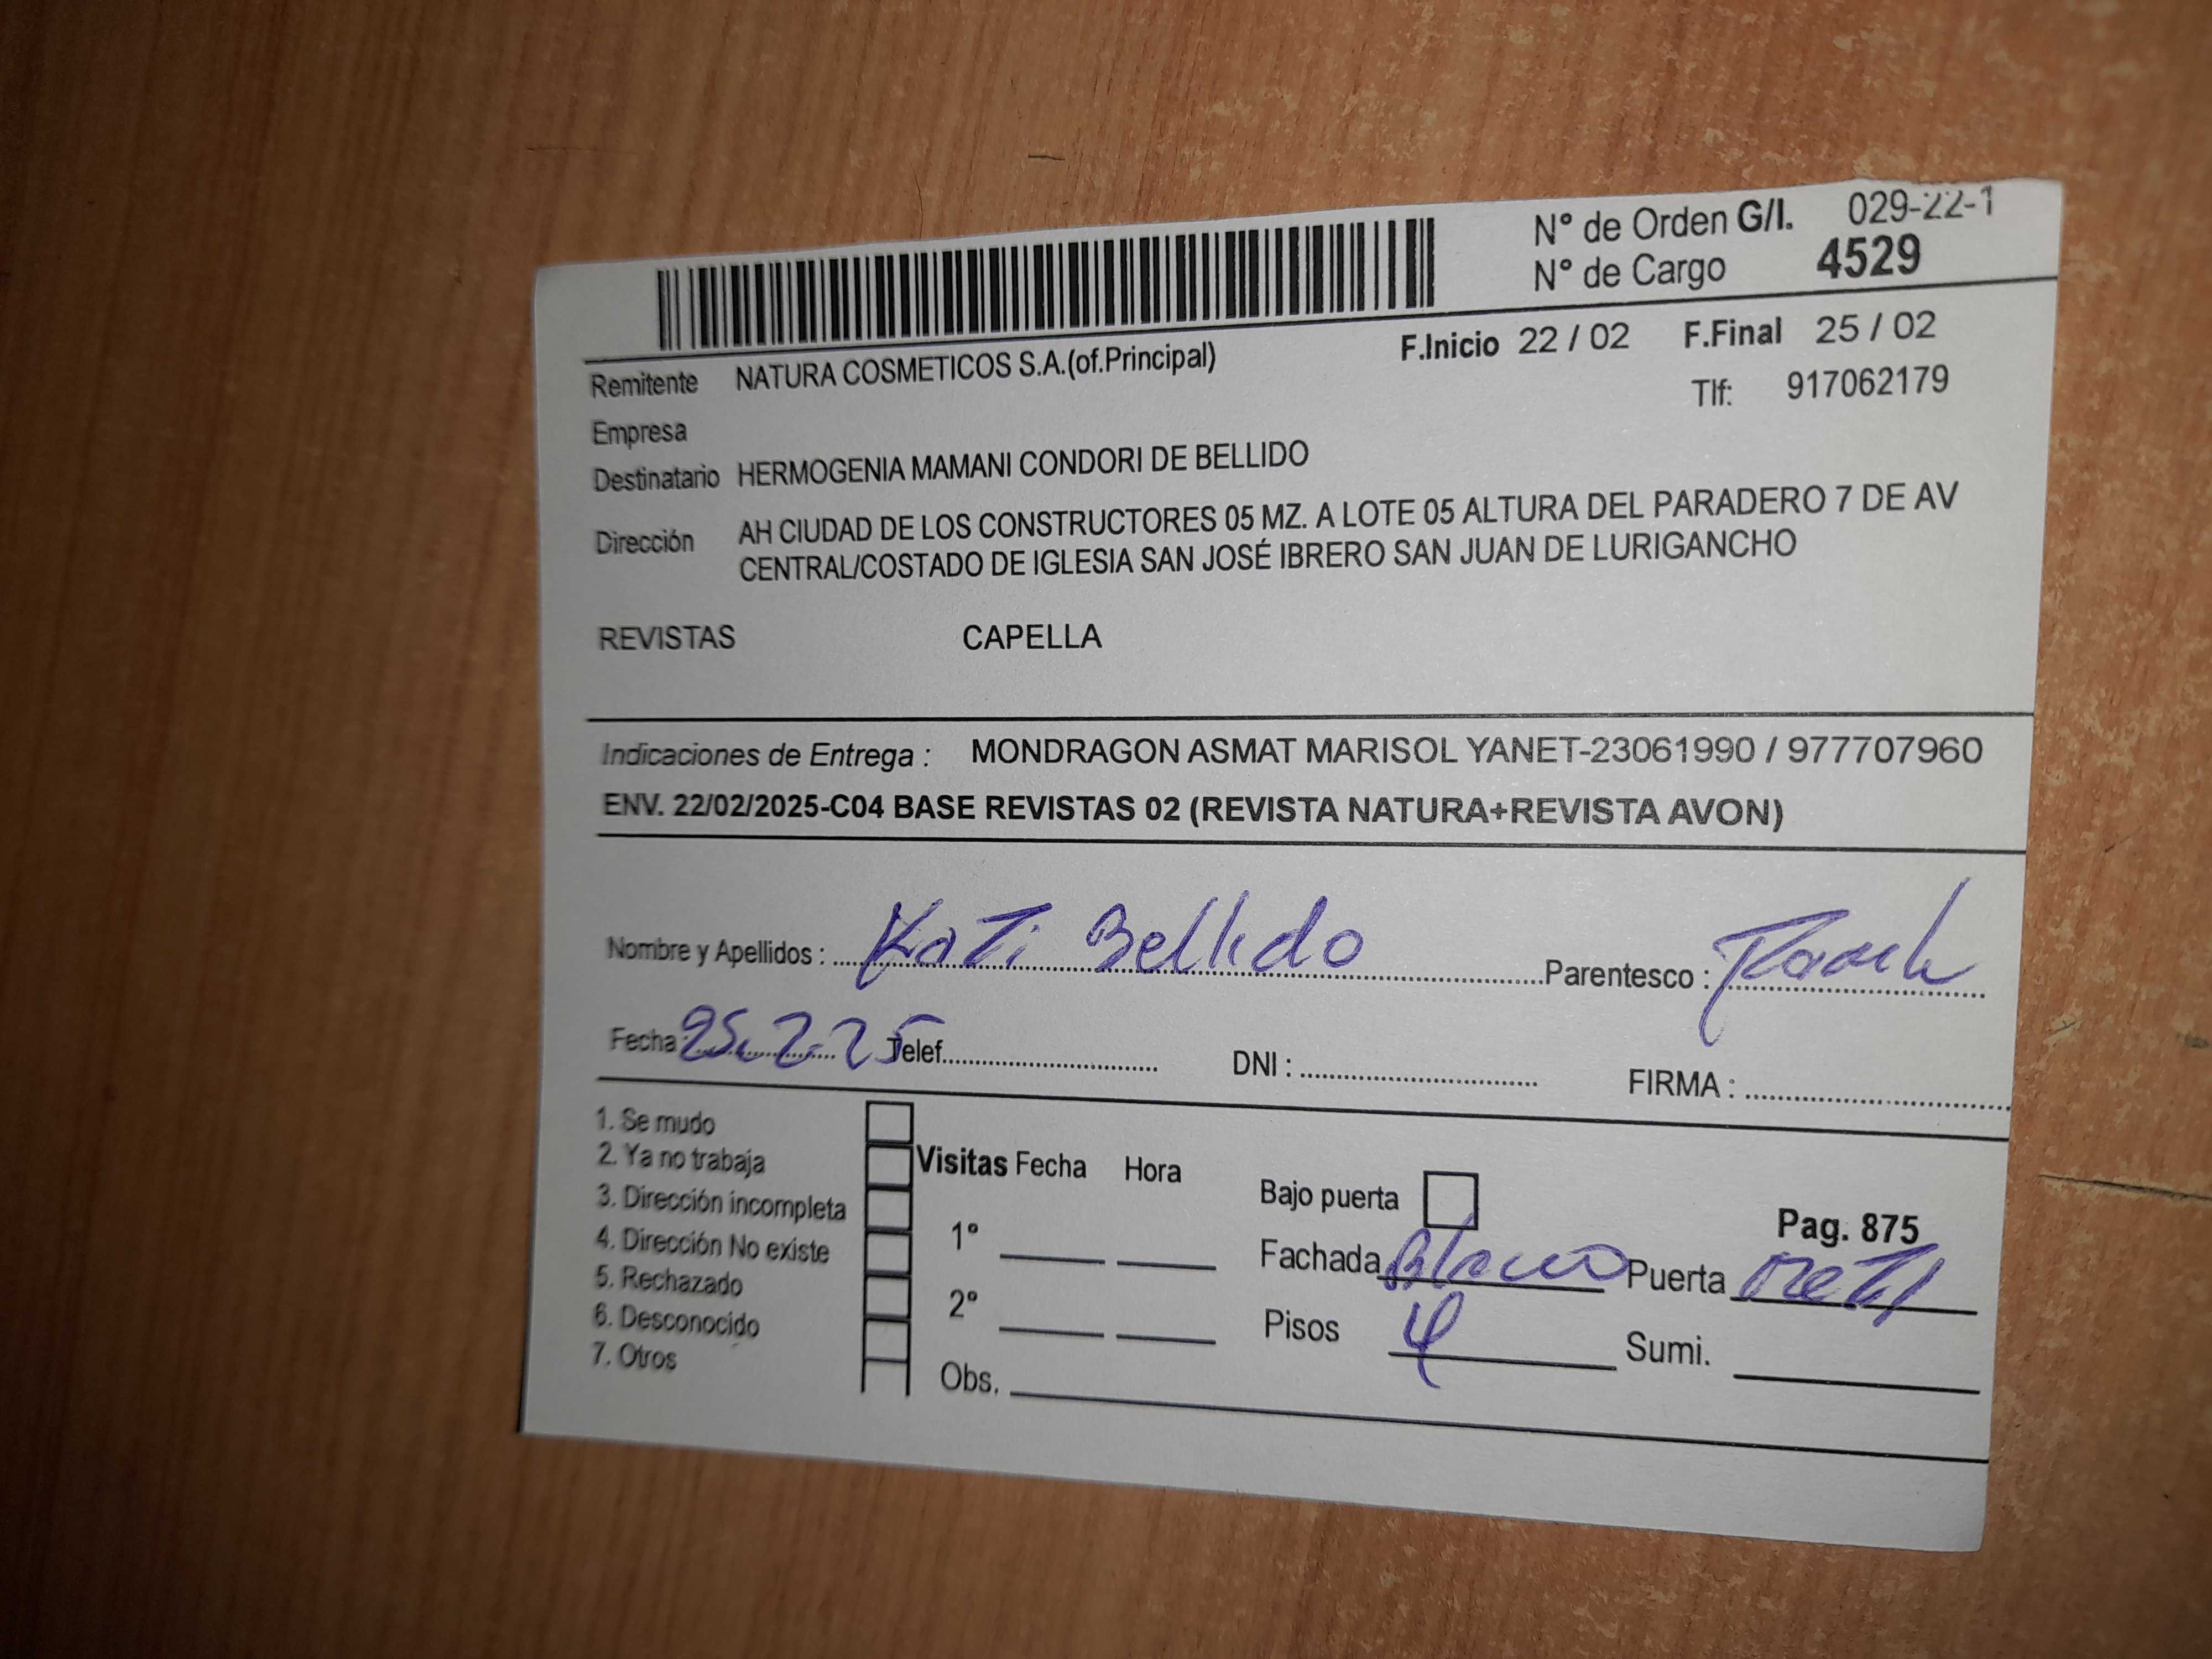 N° de Orden G/I. 029-22-1
N° de Cargo 4529
F.Inicio 22 / 02 F.Final 25 / 02
Remitente NATURA COSMETICOS S.A.(of.Principal)
Tlf: 917062179
Empresa
Destinatario HERMOGENIA MAMANI CONDORI DE BELLIDO
Dirección AH CIUDAD DE LOS CONSTRUCTORES 05 MZ. A LOTE 05 ALTURA DEL PARADERO 7 DE AV
CENTRAL/COSTADO DE IGLESIA SAN JOSÉ IBRERO SAN JUAN DE LURIGANCHO
REVISTAS CAPELLA
Indicaciones de Entrega : MONDRAGON ASMAT MARISOL YANET-23061990 / 977707960
ENV. 22/02/2025-C04 BASE REVISTAS 02 (REVISTA NATURA+REVISTA AVON)
Nombre y Apellidos : Kati Bellido Parentesco :
Fecha : 25.2.25 Telef. DNI : FIRMA :
1. Se mudo
2. Ya no trabaja
3. Dirección incompleta
4. Dirección No existe
5. Rechazado
6. Desconocido
7. Otros
Visitas Fecha Hora
1º
2º
Obs.
Bajo puerta
Pag. 875
Fachada Blanco Puerta
Pisos 4 Sumi.